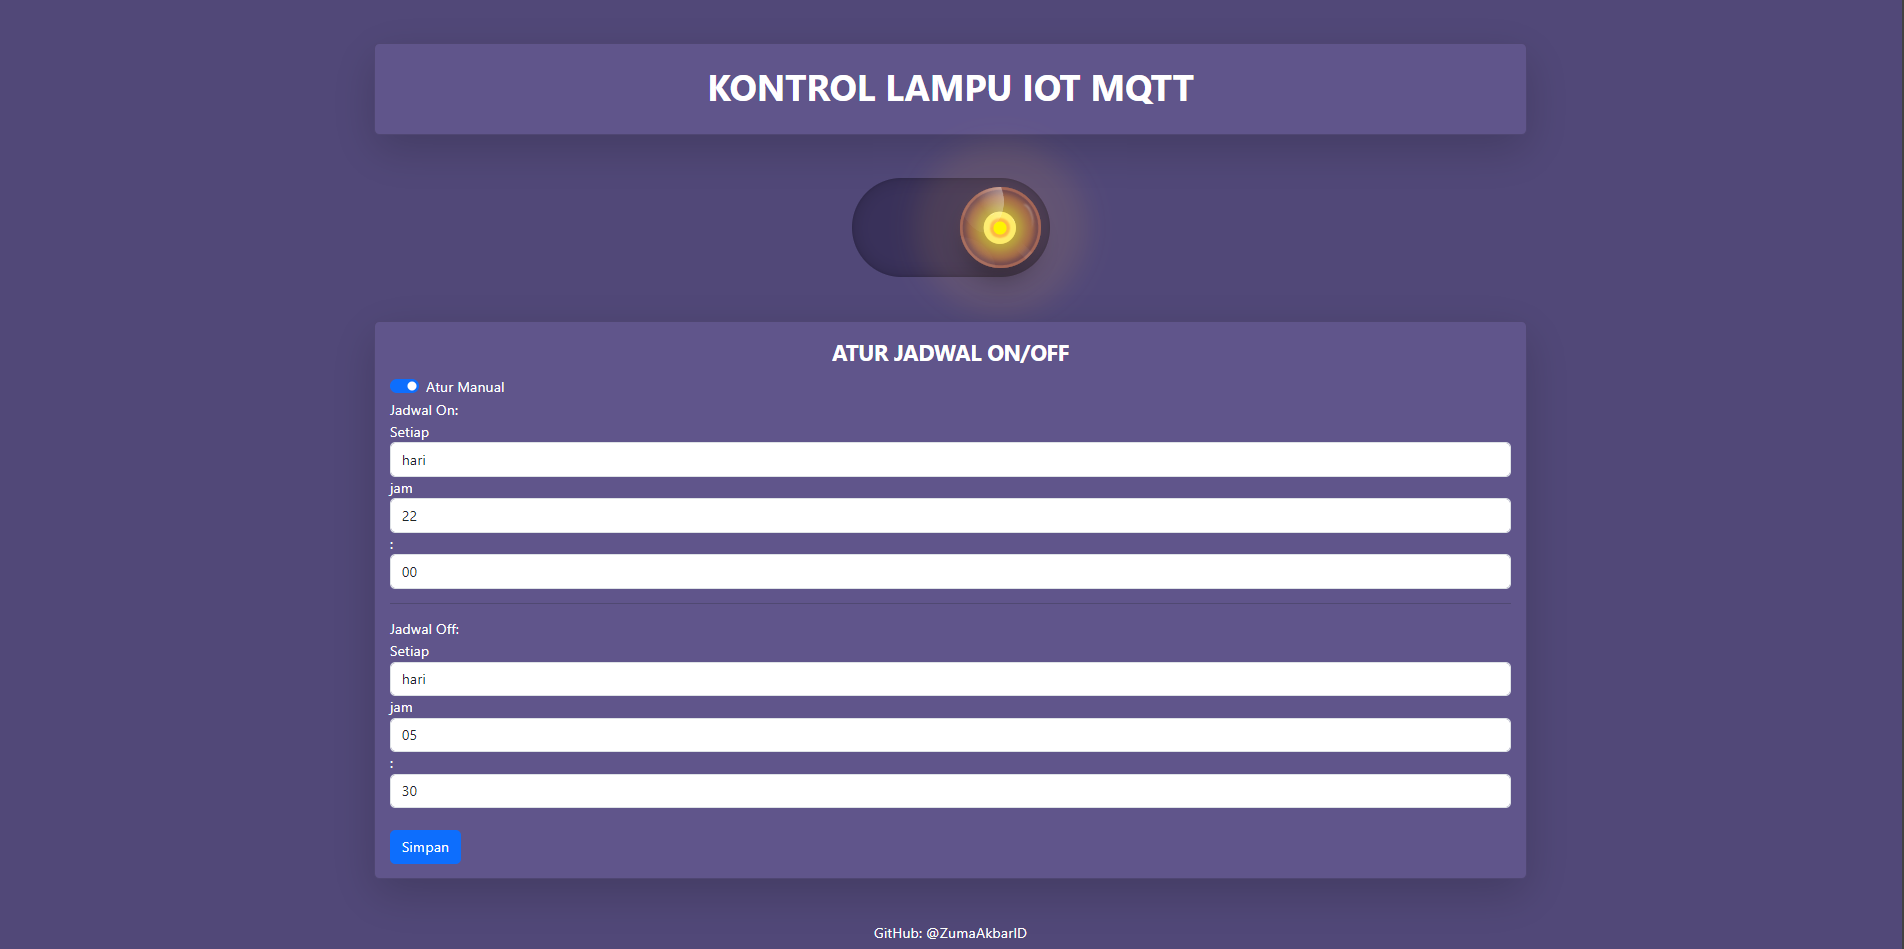 KONTROL LAMPU IOT MQTT
ATUR JADWAL ON/OFF
Atur Manual
Jadwal On:
Setiap
hari
jam
22
:
00
Jadwal Off:
Setiap
hari
jam
05
:
30
Simpan
GitHub: @ZumaAkbarID